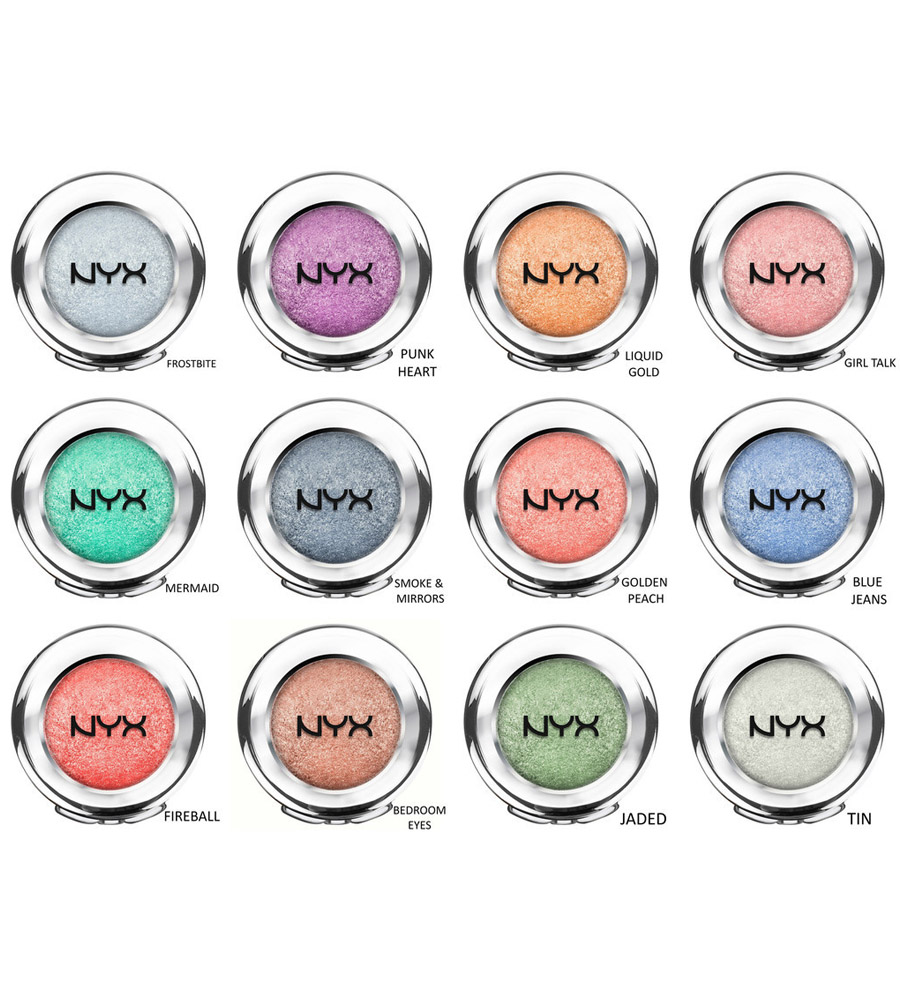 NYX
NYX
NYX
NYX
FROSTBITE
PUNK
HEART
LIQUID
GOLD
GIRL TALK
NYX
NYX
NYX
NYX
MERMAID
SMOKE &
MIRRORS
GOLDEN
PEACH
BLUE
JEANS
NYX
NYX
NYX
NYX
FIREBALL
BEDROOM
EYES
JADED
TIN